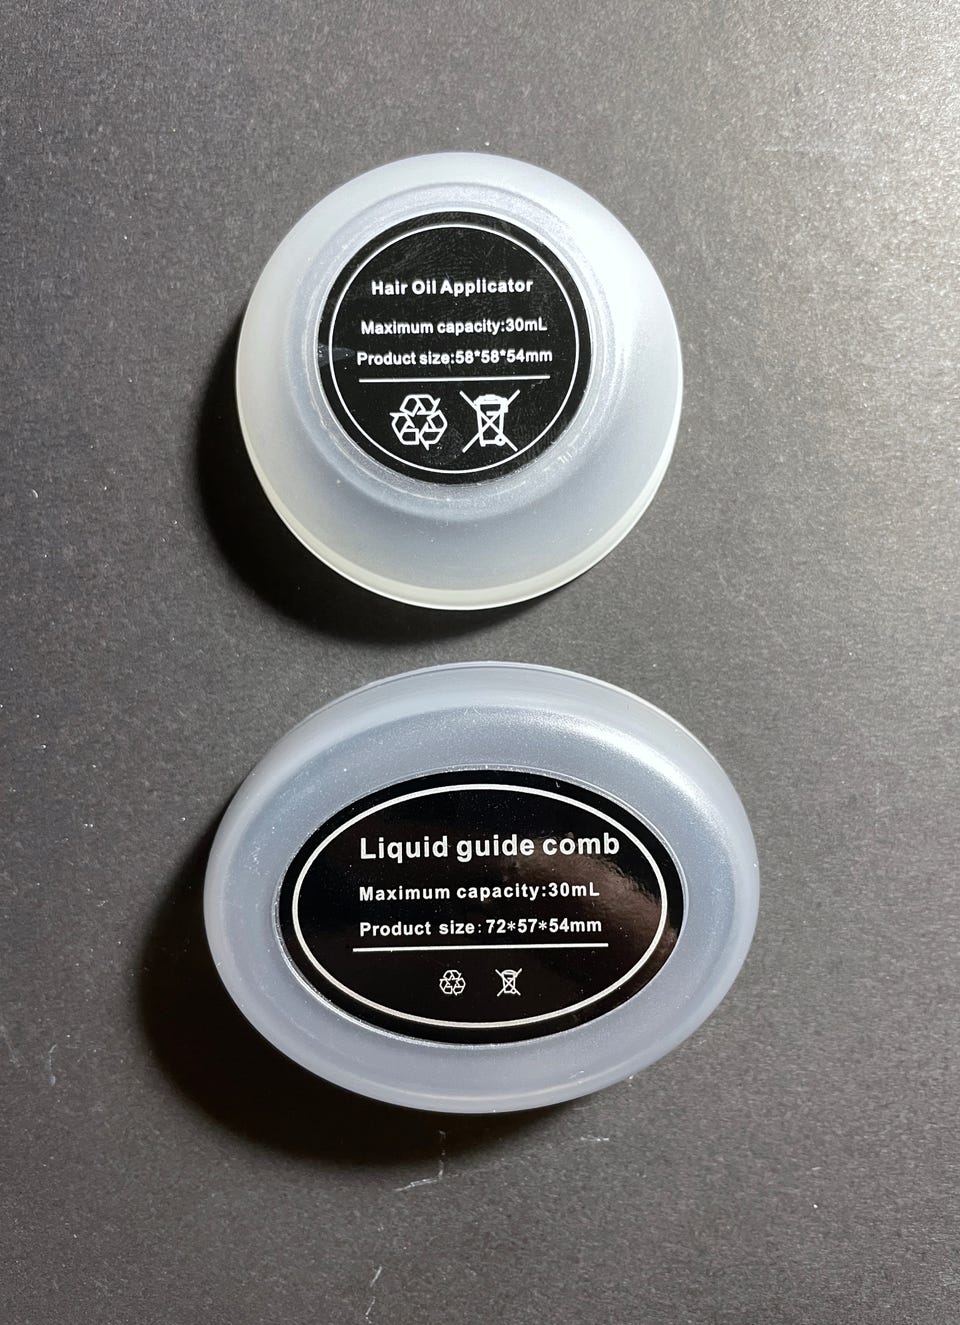 Hair Oil Applicator
Maximum capacity:30mL
Product size:58*58*54mm
Liquid guide comb
Maximum capacity:30mL
Product size:72*57*54mm